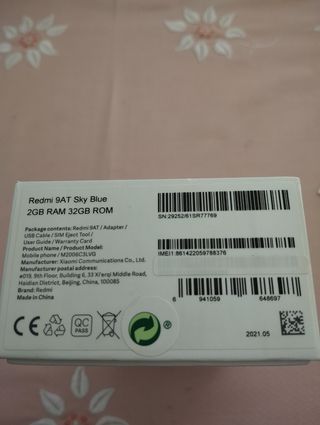 Redmi 9AT Sky Blue
2GB RAM 32GB ROM
Package contents: Redmi 9AT / Adapter /
USB Cable / SIM Eject Tool /
User Guide / Warranty Card
Product Name / Product Model:
Mobile phone / M2006C3LVG
Manufacturer: Xiaomi Communications Co., Ltd.
Manufacturer postal address:
#019, 9th Floor, Building 6, 33 Xi'erqi Middle Road,
Haidian District, Beijing, China, 100085
Brand: Redmi
Made in China
SN:29252/61SR77769
IMEI1:861422059788376
6 941059 648697
CE
QC
PASS
2021.05